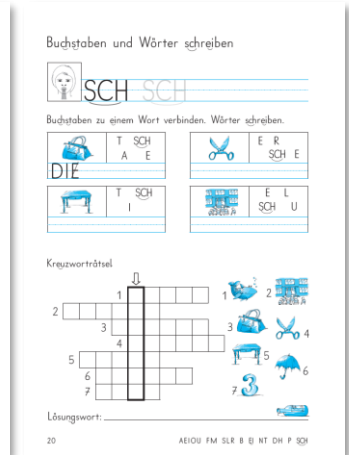 Buchstaben und Wörter schreiben
SCH SCH
Buchstaben zu einem Wort verbinden. Wörter schreiben.
T SCH
A E
DIE
E R
SCH E
T SCH
I
E L
SCH U
Kreuzworträtsel
1
2
3
4
5
6
7
1
2
3
4
5
6
7
Lösungswort:
20
AEIOU FM SLR B EI NT DH P SCH